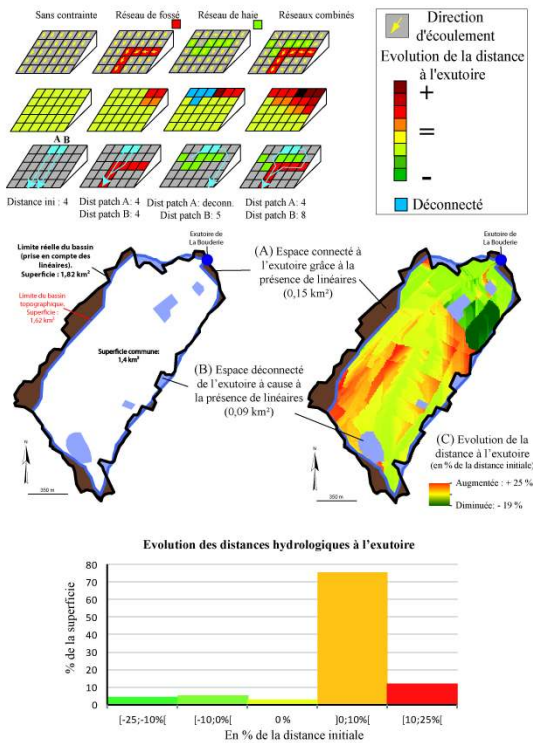 Sans contrainte
Réseau de fossé
Réseau de haie
Réseaux combinés
A B
Distance ini : 4
Dist patch A: 4
Dist patch B: 4
Dist patch A: deconn.
Dist patch B: 5
Dist patch A: 4
Dist patch B: 8
Direction
d'écoulement
Evolution de la distance
à l'exutoire
+
=
-
Déconnecté
Limite réelle du bassin
(prise en compte des
linéaires).
Superficie : 1,82 km²
Limite du bassin
topographique.
Superficie :
1,62 km²
Superficie commune:
1,4 km²
Exutoire de
La Bouderie
(A) Espace connecté à
l'exutoire grâce à la
présence de linéaires
(0,15 km²)
(B) Espace déconnecté
de l'exutoire à cause à
la présence de linéaires
(0,09 km²)
N
350 m
Exutoire de
La Bouderie
(C) Evolution de la
distance à l'exutoire
(en % de la distance initiale)
Augmentée : + 25 %
Diminuée: - 19 %
N
350 m
Evolution des distances hydrologiques à l'exutoire
% de la superficie
80
70
60
50
40
30
20
10
0
[-25;-10%[
[-10;0%[
0 %
]0;10%[
[10;25%[
En % de la distance initiale